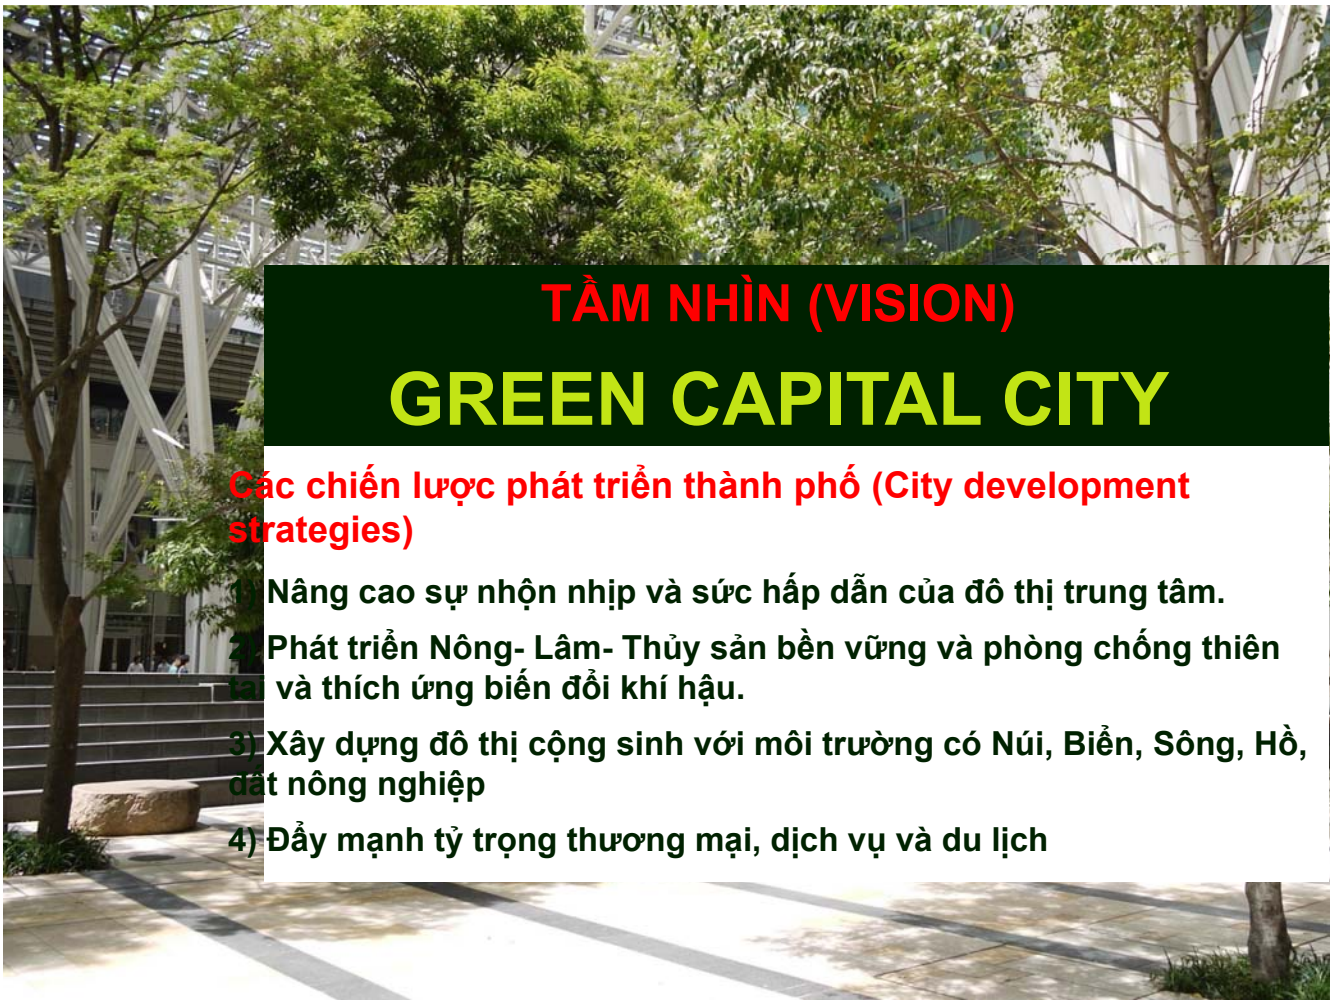 TẦM NHÌN (VISION)
GREEN CAPITAL CITY
Các chiến lược phát triển thành phố (City development
strategies)
1) Nâng cao sự nhộn nhịp và sức hấp dẫn của đô thị trung tâm.
2) Phát triển Nông- Lâm- Thủy sản bền vững và phòng chống thiên
tai và thích ứng biến đổi khí hậu.
3) Xây dựng đô thị cộng sinh với môi trường có Núi, Biển, Sông, Hồ,
đất nông nghiệp
4) Đẩy mạnh tỷ trọng thương mại, dịch vụ và du lịch